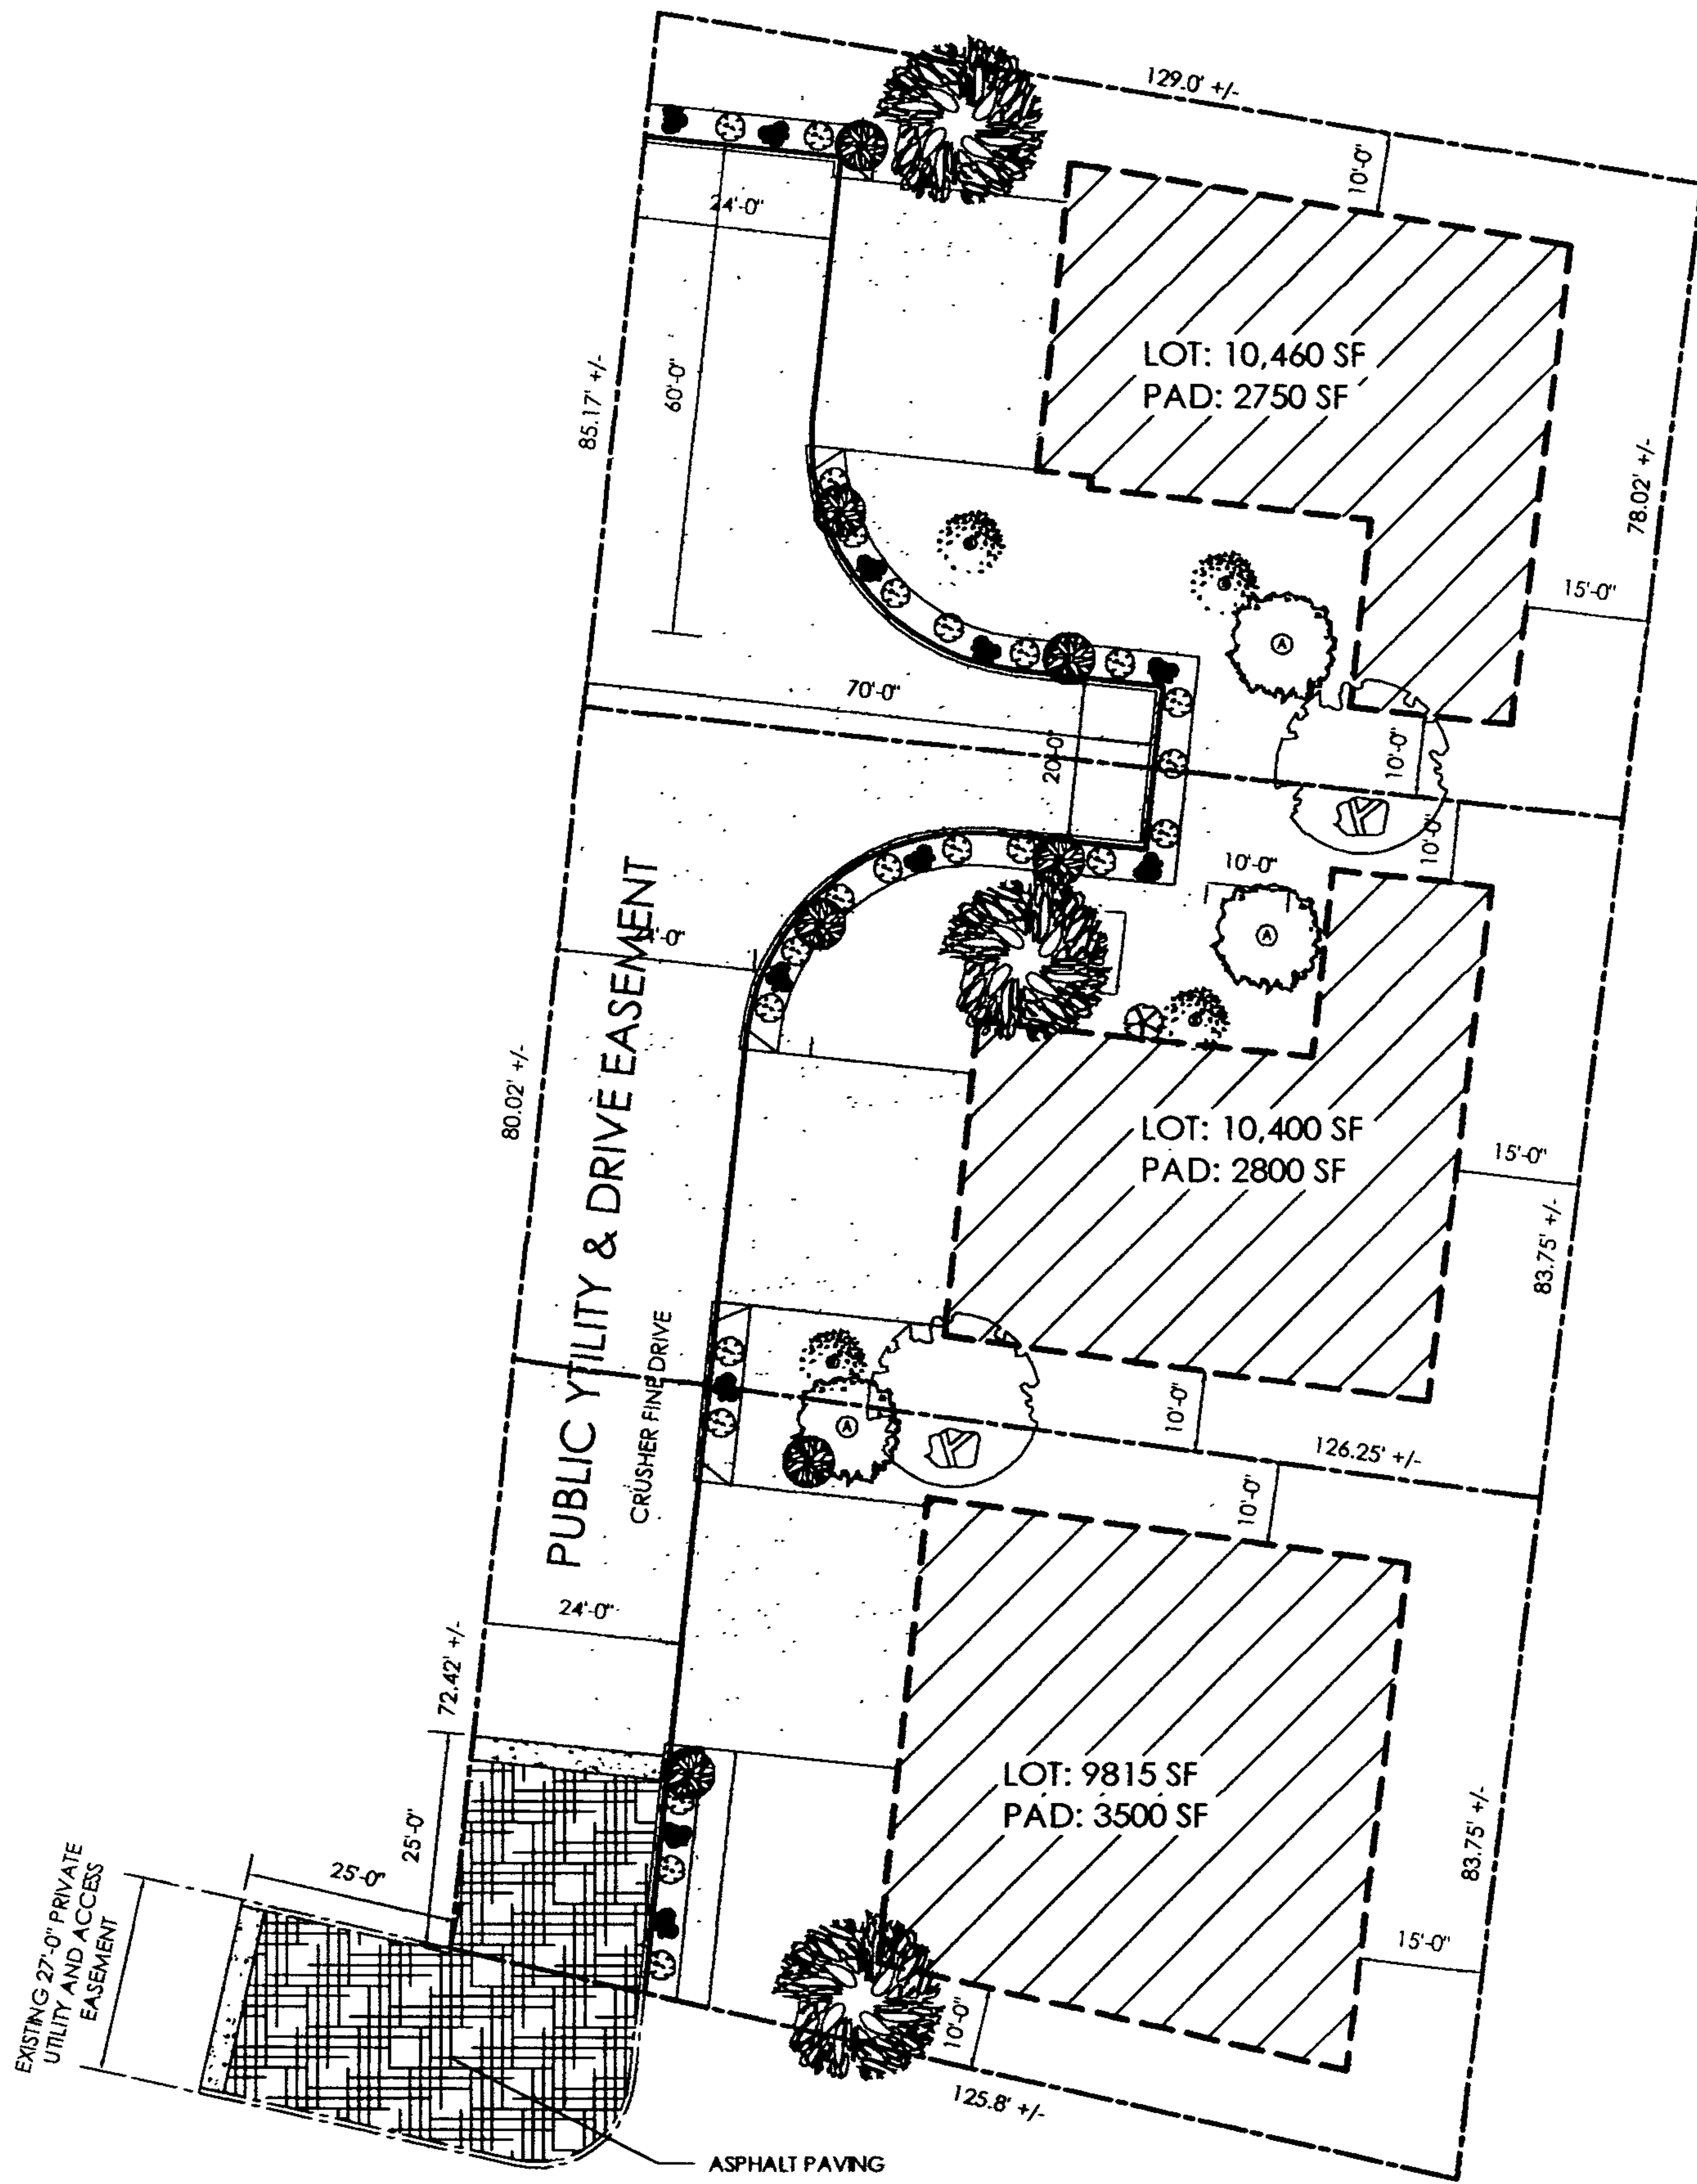 129.0' +/-
10'-0"
24'-0"
LOT: 10,460 SF
PAD: 2750 SF
60'-0"
85.17' +/-
78.02' +/-
15'-0"
A
70'-0"
20'-0"
10'-0"
10'-0"
10'-0"
A
PUBLIC YTILITY & DRIVE EASEMENT
80.02' +/-
LOT: 10,400 SF
PAD: 2800 SF
15'-0"
83.75' +/-
CRUSHER FINE DRIVE
10'-0"
A
126.25' +/-
10'-0"
24'-0"
72.42' +/-
LOT: 9815 SF
PAD: 3500 SF
83.75' +/-
25'-0"
25'-0"
EXISTING 27'-0" PRIVATE
UTILITY AND ACCESS
EASEMENT
15'-0"
10'-0"
125.8' +/-
ASPHALT PAVING